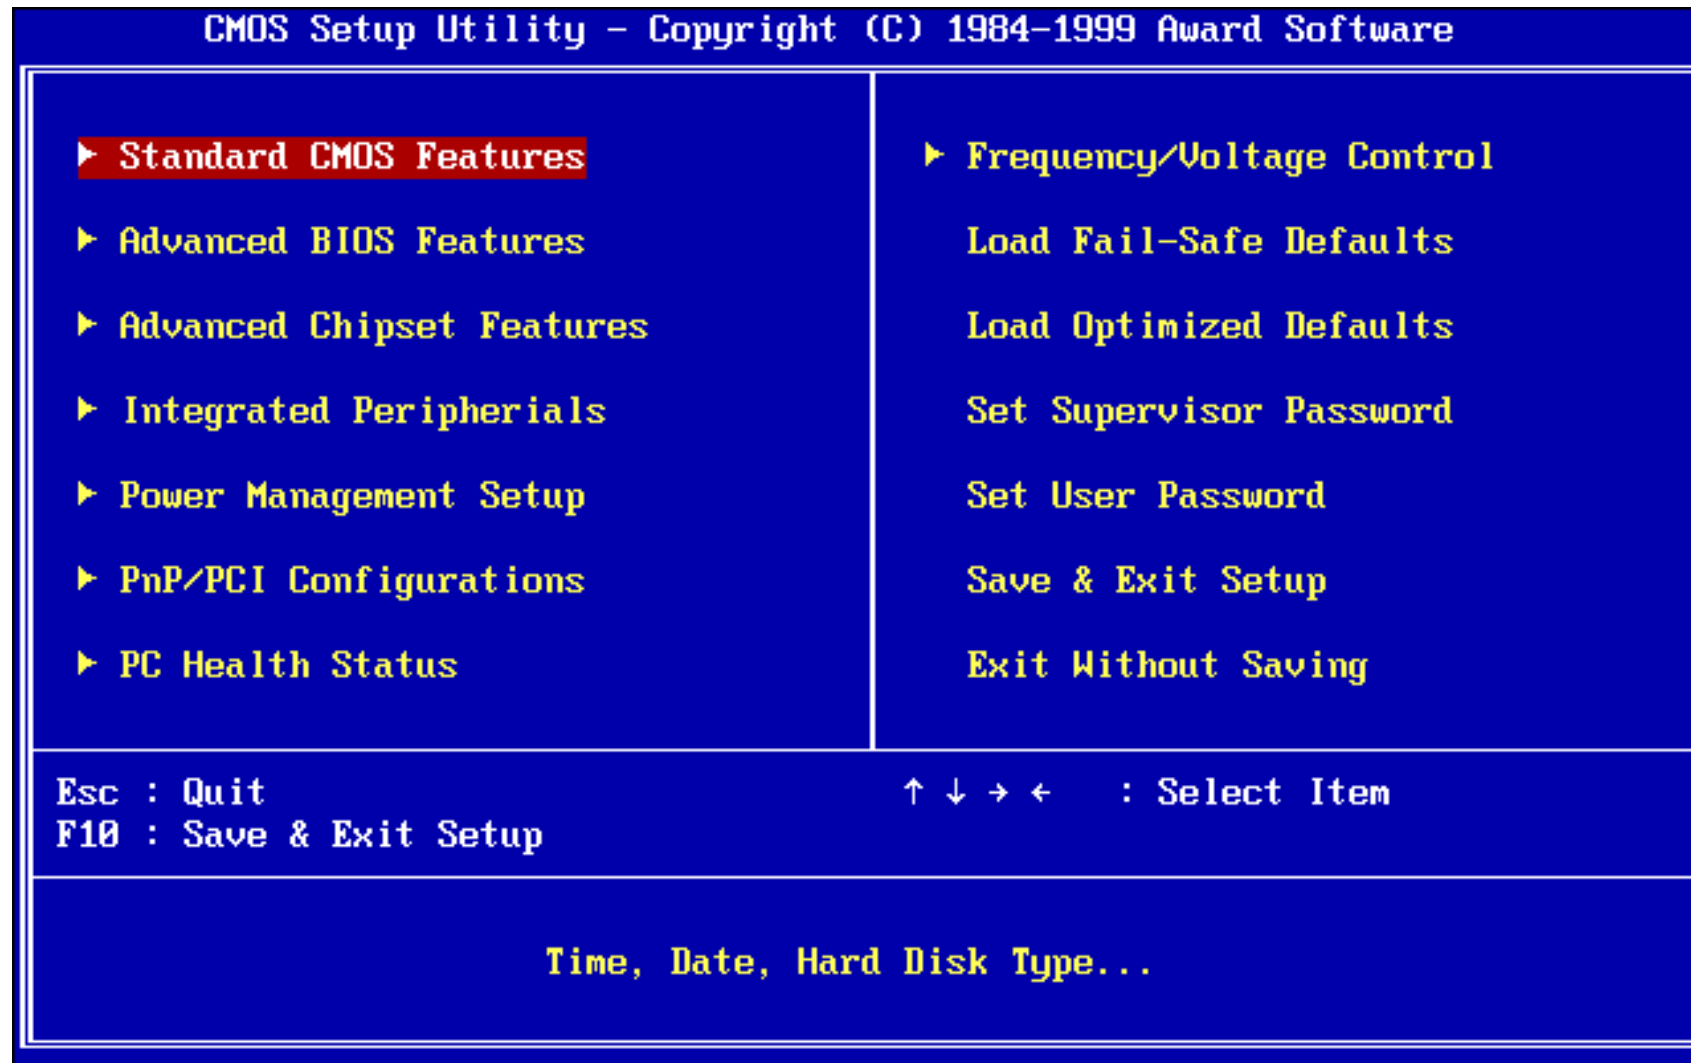 CMOS Setup Utility – Copyright (C) 1984–1999 Award Software
▶ Standard CMOS Features
▶ Advanced BIOS Features
▶ Advanced Chipset Features
▶ Integrated Peripherials
▶ Power Management Setup
▶ PnP/PCI Configurations
▶ PC Health Status
▶ Frequency/Voltage Control
Load Fail–Safe Defaults
Load Optimized Defaults
Set Supervisor Password
Set User Password
Save & Exit Setup
Exit Without Saving
Esc : Quit
F10 : Save & Exit Setup
↑ ↓ → ← : Select Item
Time, Date, Hard Disk Type...